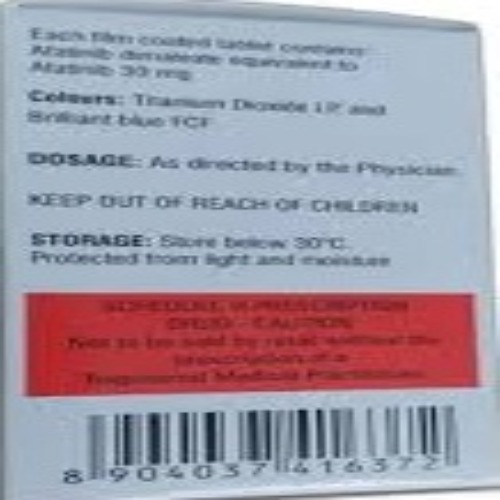 Each film coated tablet contains:
Afatinib dimaleate equivalent to
Afatinib 30 mg
Colours: Titanium Dioxide I.P. and
Brilliant blue FCF
DOSAGE: As directed by the Physician.
KEEP OUT OF REACH OF CHILDREN
STORAGE: Store below 30°C.
Protected from light and moisture
SCHEDULE H PRESCRIPTION
DRUG - CAUTION
Not to be sold by retail without the
prescription of a
Registered Medical Practitioner.
8 904037 416372